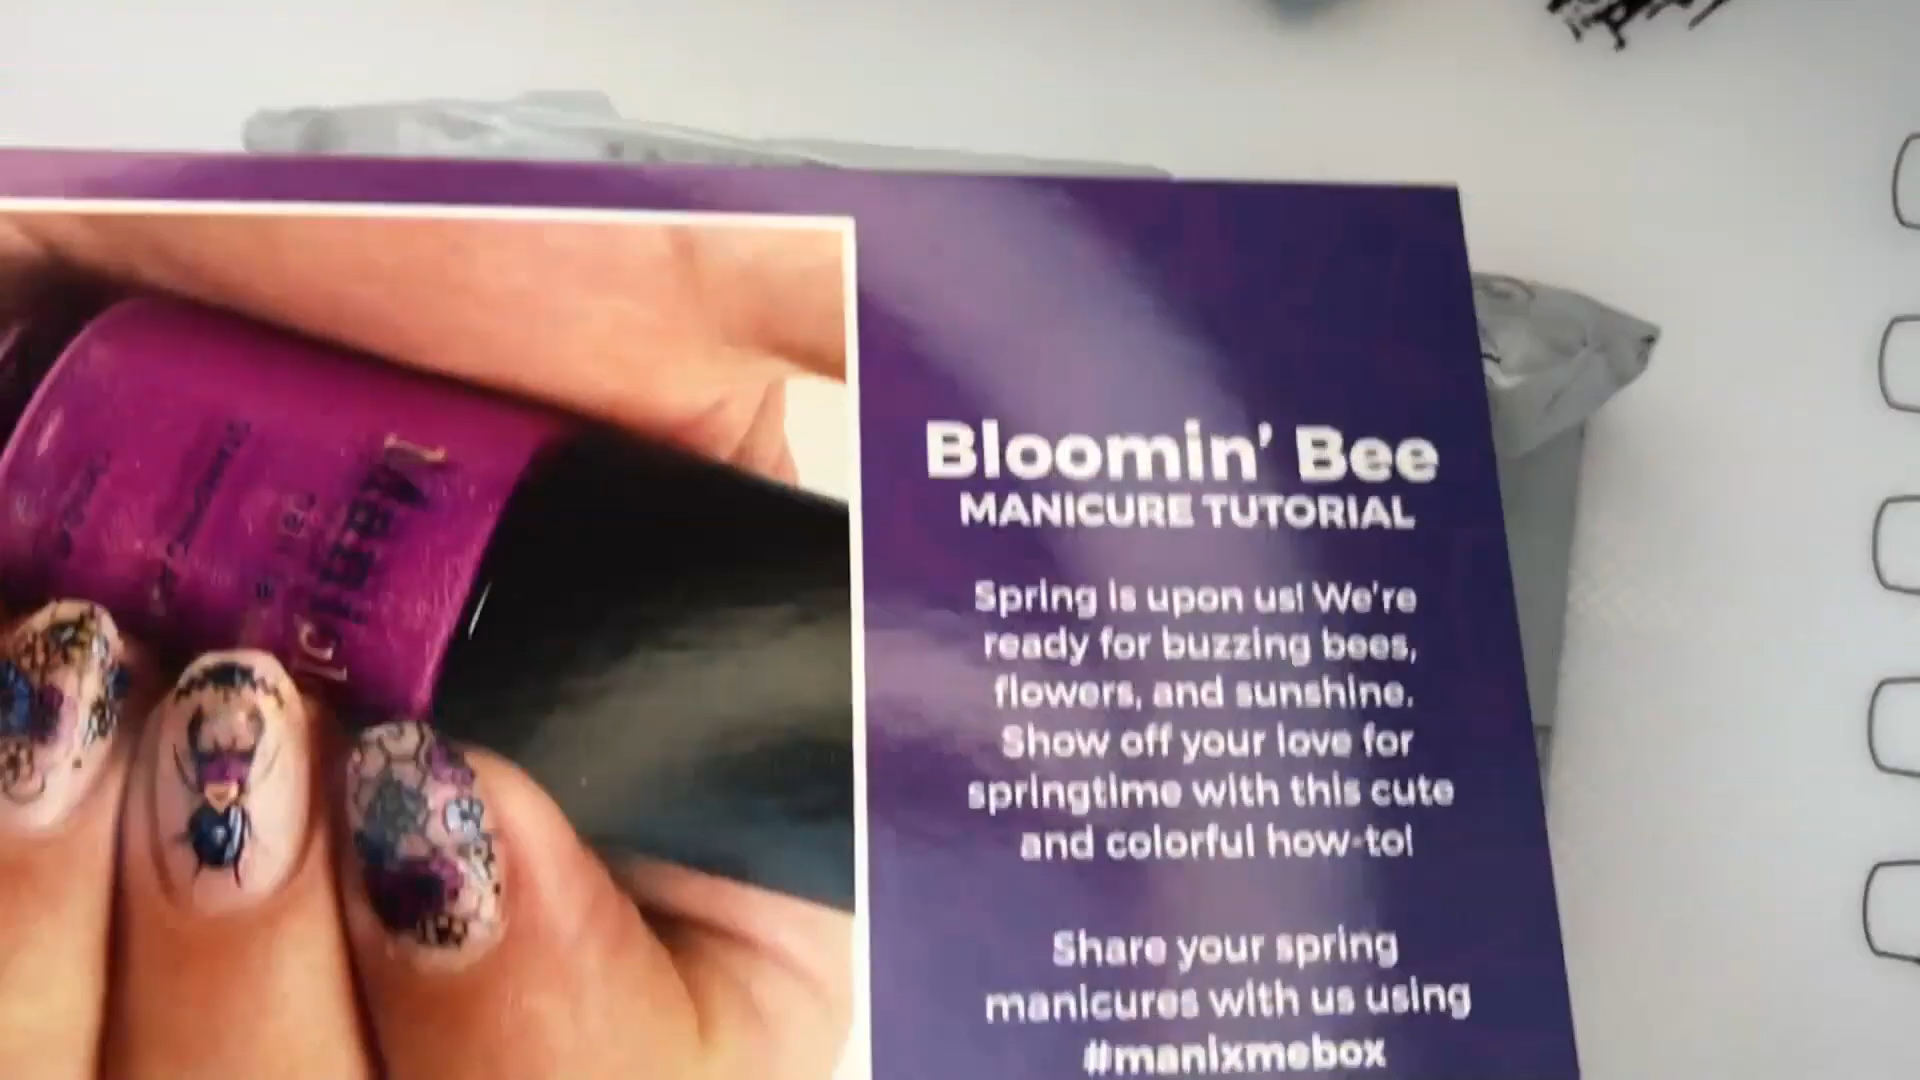 Bloomin' Bee
MANICURE TUTORIAL
Spring is upon us! We're
ready for buzzing bees,
flowers, and sunshine.
Show off your love for
springtime with this cute
and colorful how-to!
Share your spring
manicures with us using
#manixmebox